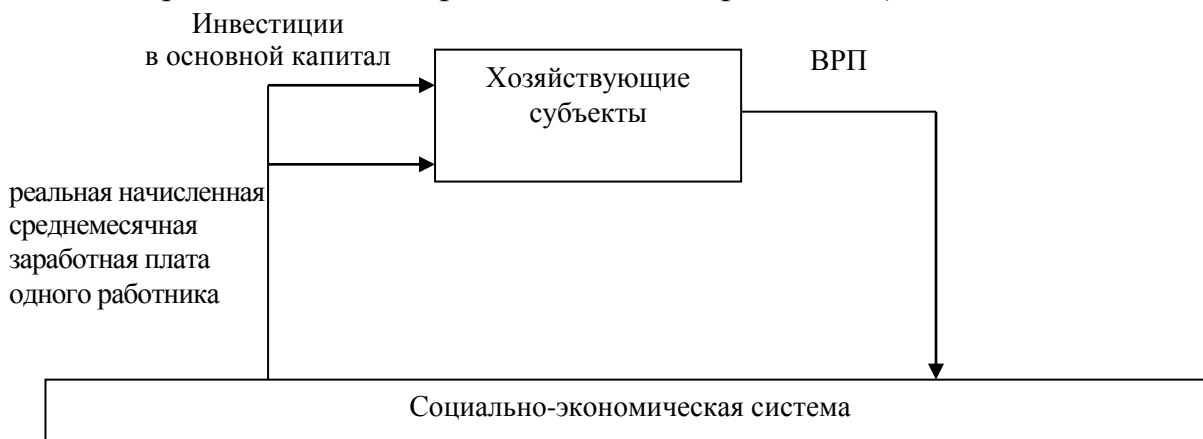 Инвестиции
в основной капитал
Хозяйствующие
субъекты
ВРП
реальная начисленная
среднемесячная
заработная плата
одного работника
Социально-экономическая система